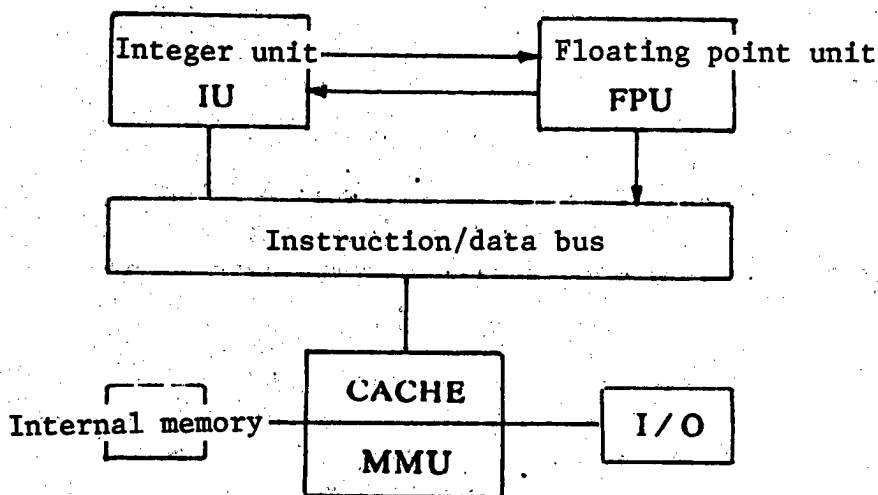 Integer unit
IU
Floating point unit
FPU
Instruction/data bus
CACHE
MMU
Internal memory
I/O